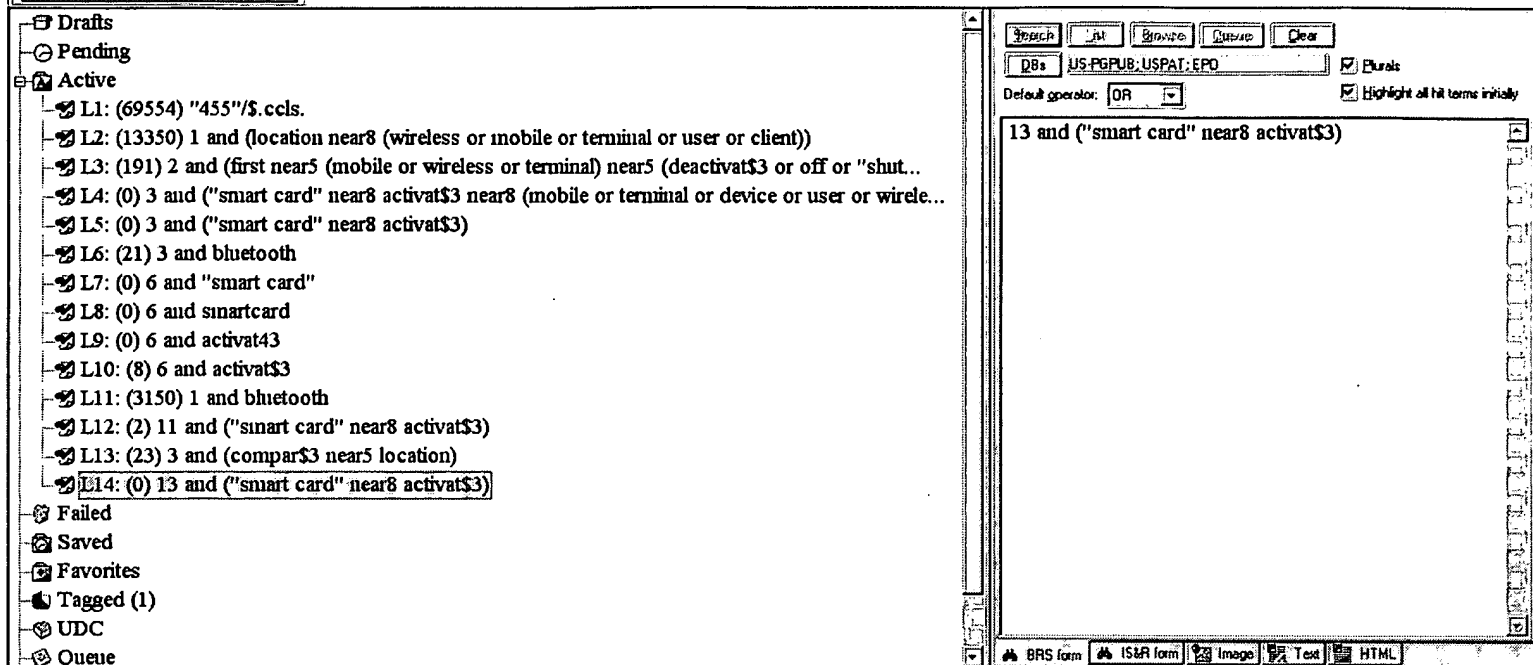 Drafts
Pending
Active
L1: (69554) "455"/$.ccls.
L2: (13350) 1 and (location near8 (wireless or mobile or terminal or user or client))
L3: (191) 2 and (first near5 (mobile or wireless or terminal) near5 (deactivat$3 or off or "shut...
L4: (0) 3 and ("smart card" near8 activat$3 near8 (mobile or terminal or device or user or wirele...
L5: (0) 3 and ("smart card" near8 activat$3)
L6: (21) 3 and bluetooth
L7: (0) 6 and "smart card"
L8: (0) 6 and smartcard
L9: (0) 6 and activat43
L10: (8) 6 and activat$3
L11: (3150) 1 and bluetooth
L12: (2) 11 and ("smart card" near8 activat$3)
L13: (23) 3 and (compar$3 near5 location)
L14: (0) 13 and ("smart card" near8 activat$3)
Failed
Saved
Favorites
Tagged (1)
UDC
Queue
Search List Browse Queue Clear
DBs US-PGPUB; USPAT; EPO Plurals
Default operator: OR Highlight all hit terms initially
13 and ("smart card" near8 activat$3)
BRS form IS&R form Image Text HTML